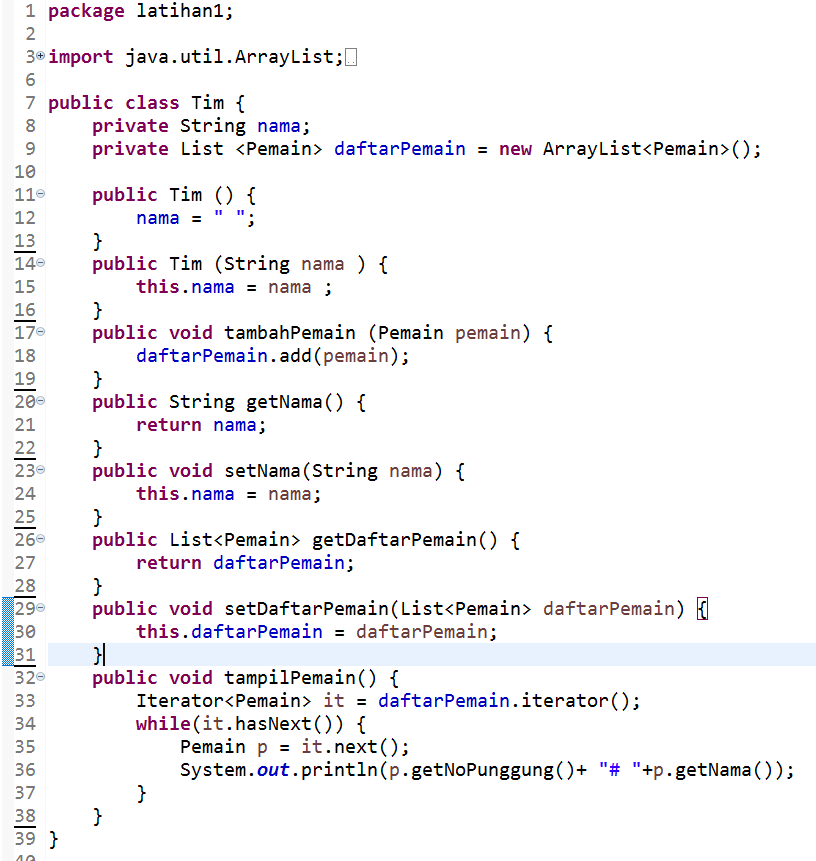 1 package latihan1;
2
3 import java.util.ArrayList;
6
7 public class Tim {
8     private String nama;
9     private List <Pemain> daftarPemain = new ArrayList<Pemain>();
10
11     public Tim () {
12         nama = " ";
13     }
14     public Tim (String nama ) {
15         this.nama = nama ;
16     }
17     public void tambahPemain (Pemain pemain) {
18         daftarPemain.add(pemain);
19     }
20     public String getNama() {
21         return nama;
22     }
23     public void setNama(String nama) {
24         this.nama = nama;
25     }
26     public List<Pemain> getDaftarPemain() {
27         return daftarPemain;
28     }
29     public void setDaftarPemain(List<Pemain> daftarPemain) {
30         this.daftarPemain = daftarPemain;
31     }
32     public void tampilPemain() {
33         Iterator<Pemain> it = daftarPemain.iterator();
34         while(it.hasNext()) {
35             Pemain p = it.next();
36             System.out.println(p.getNoPunggung()+ "# "+p.getNama());
37         }
38     }
39 }
40